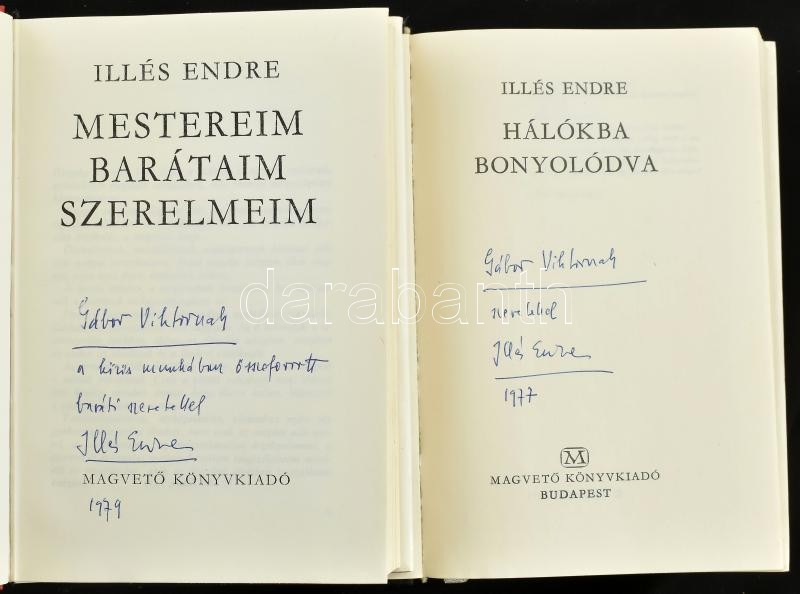 ILLÉS ENDRE
MESTEREIM
BARÁTAIM
SZERELMEIM
Gábor Viktornak
a közös munkában összeforrott
baráti szeretettel
Illés Endre
MAGVETŐ KÖNYVKIADÓ
1979
ILLÉS ENDRE
HÁLÓKBA
BONYOLÓDVA
Gábor Viktornak
szeretettel
Illés Endre
1977
M
MAGVETŐ KÖNYVKIADÓ
BUDAPEST
darabanth